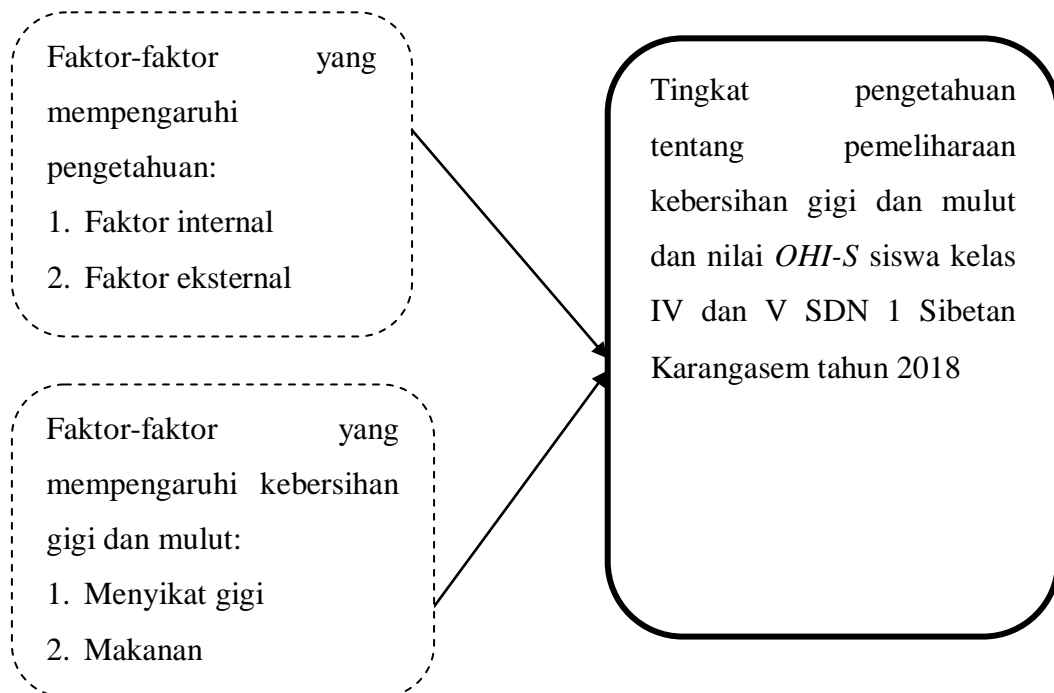 Faktor-faktor yang
mempengaruhi
pengetahuan:
1. Faktor internal
2. Faktor eksternal
Faktor-faktor yang
mempengaruhi kebersihan
gigi dan mulut:
1. Menyikat gigi
2. Makanan
Tingkat pengetahuan
tentang pemeliharaan
kebersihan gigi dan mulut
dan nilai OHI-S siswa kelas
IV dan V SDN 1 Sibetan
Karangasem tahun 2018